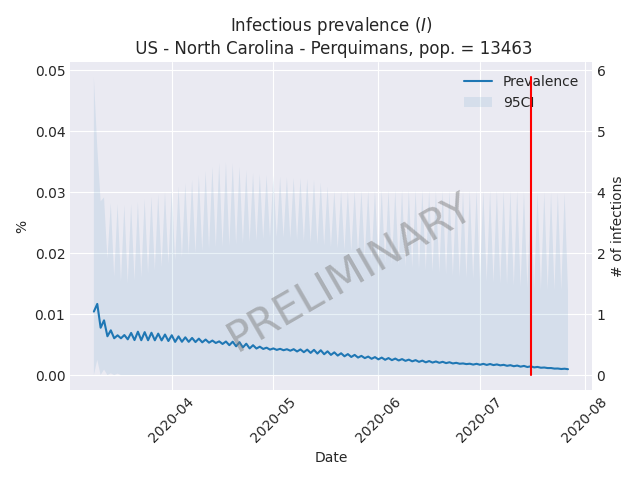 Infectious prevalence (I)
US - North Carolina - Perquimans, pop. = 13463
Prevalence
95CI
PRELIMINARY
0.05
0.04
0.03
0.02
0.01
0.00
%
6
5
4
2
1
0
# of infections
2020-04
2020-05
2020-06
2020-07
2020-08
Date